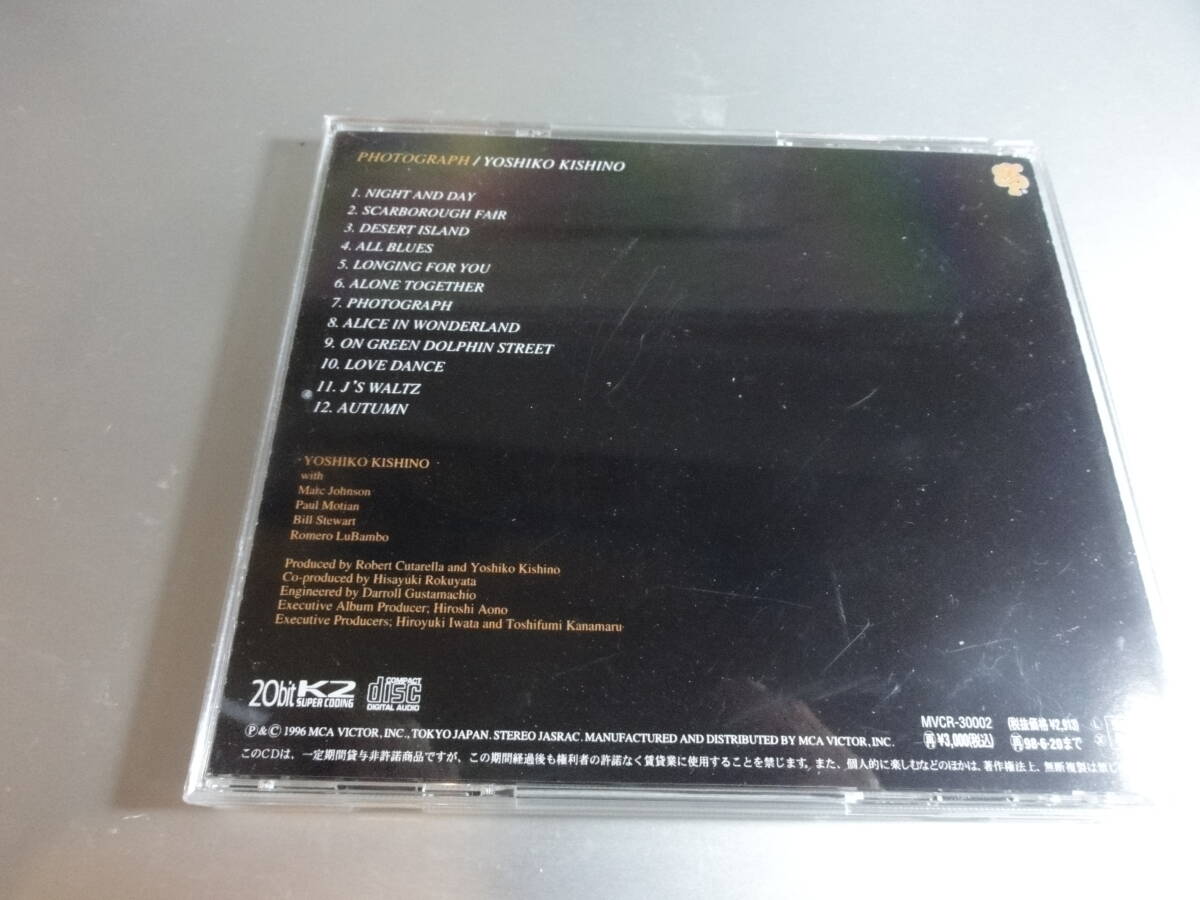 PHOTOGRAPH / YOSHIKO KISHINO
1. NIGHT AND DAY
2. SCARBOROUGH FAIR
3. DESERT ISLAND
4. ALL BLUES
5. LONGING FOR YOU
6. ALONE TOGETHER
7. PHOTOGRAPH
8. ALICE IN WONDERLAND
9. ON GREEN DOLPHIN STREET
10. LOVE DANCE
11. J'S WALTZ
12. AUTUMN
YOSHIKO KISHINO
with
Marc Johnson
Paul Motian
Bill Stewart
Romero LuBambo
Produced by Robert Cutarella and Yoshiko Kishino
Co-produced by Hisayuki Rokuyata
Engineered by Darroll Gustamachio
Executive Album Producer; Hiroshi Aono
Executive Producers; Hiroyuki Iwata and Toshifumi Kanamaru
20bit K2 SUPER CODING
COMPACT disc DIGITAL AUDIO
MVCR-30002 (税抜価格¥2,913)
再 ¥3,000(税込) 再 98·6·20まで
Ⓟ & Ⓒ 1996 MCA VICTOR, INC., TOKYO JAPAN. STEREO JASRAC. MANUFACTURED AND DISTRIBUTED BY MCA VICTOR, INC.
このCDは、一定期間貸与非許諾商品ですが、この期間経過後も権利者の許諾なく賃貸業に使用することを禁じます。また、個人的に楽しむなどのほかは、著作権法上、無断複製は禁じ